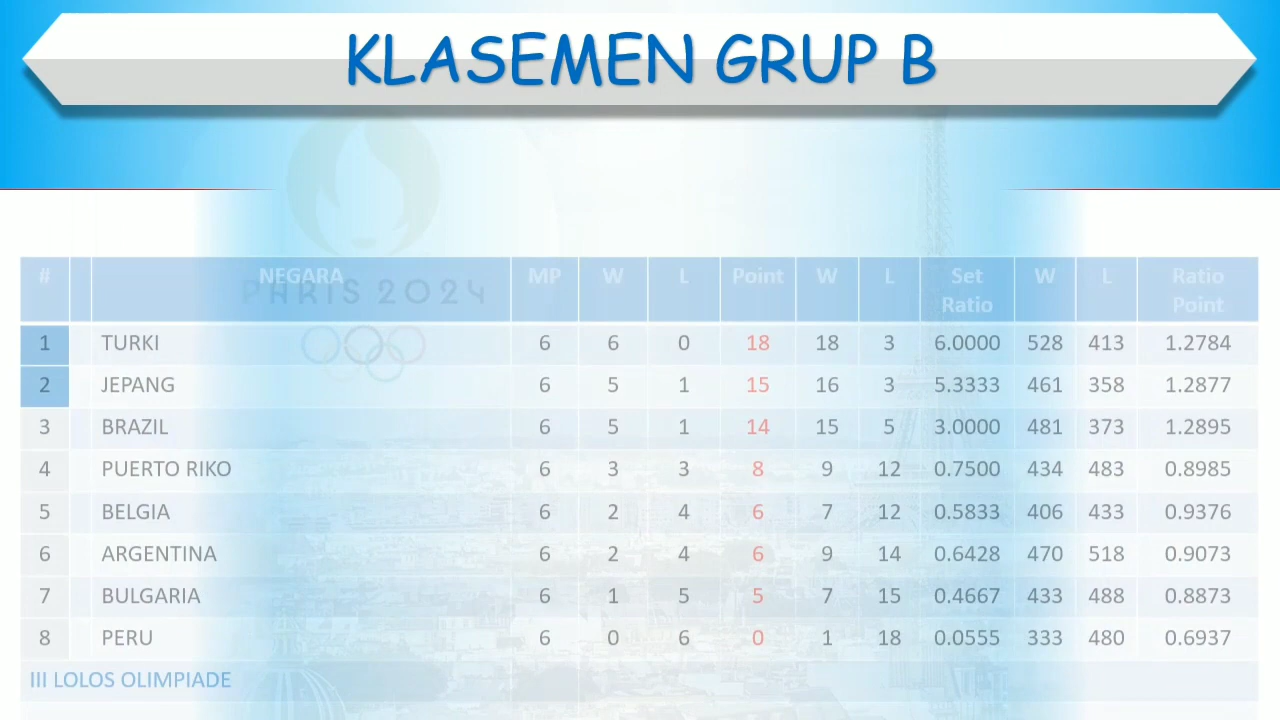 KLASEMEN GRUP B
PARIS 2024
# NEGARA MP W L Point W L Set Ratio W L Ratio Point
1 TURKI 6 6 0 18 18 3 6.0000 528 413 1.2784
2 JEPANG 6 5 1 15 16 3 5.3333 461 358 1.2877
3 BRAZIL 6 5 1 14 15 5 3.0000 481 373 1.2895
4 PUERTO RIKO 6 3 3 8 9 12 0.7500 434 483 0.8985
5 BELGIA 6 2 4 6 7 12 0.5833 406 433 0.9376
6 ARGENTINA 6 2 4 6 9 14 0.6428 470 518 0.9073
7 BULGARIA 6 1 5 5 7 15 0.4667 433 488 0.8873
8 PERU 6 0 6 0 1 18 0.0555 333 480 0.6937
III LOLOS OLIMPIADE